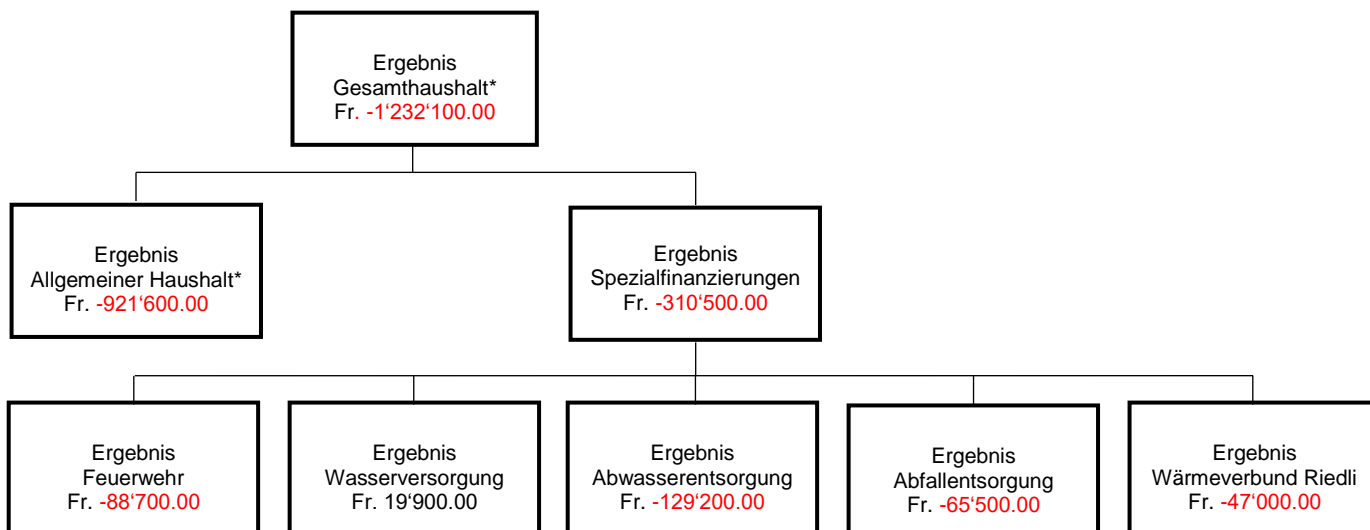 Ergebnis
Gesamthaushalt*
Fr. -1‘232‘100.00
Ergebnis
Allgemeiner Haushalt*
Fr. -921‘600.00
Ergebnis
Spezialfinanzierungen
Fr. -310‘500.00
Ergebnis
Feuerwehr
Fr. -88‘700.00
Ergebnis
Wasserversorgung
Fr. 19‘900.00
Ergebnis
Abwasserentsorgung
Fr. -129‘200.00
Ergebnis
Abfallentsorgung
Fr. -65‘500.00
Ergebnis
Wärmeverbund Riedli
Fr. -47‘000.00